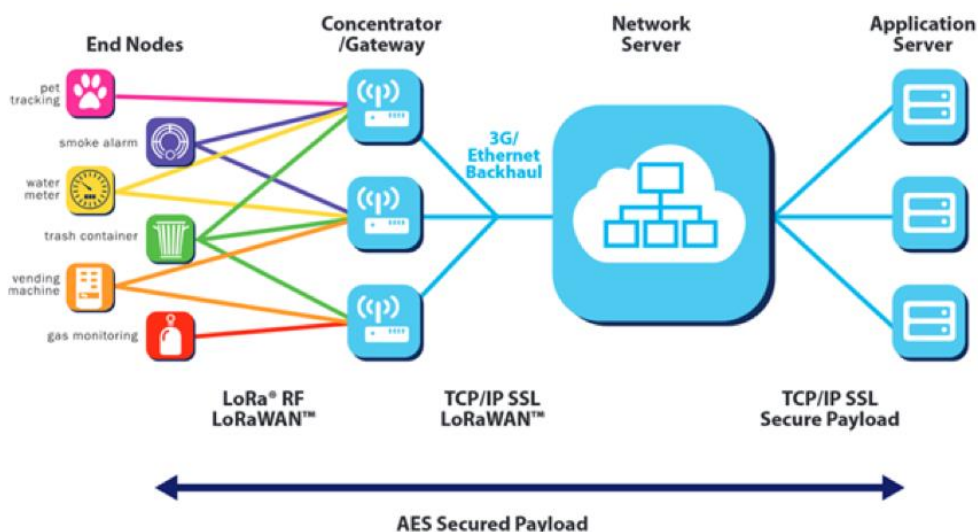 End Nodes
Concentrator
/Gateway
Network
Server
Application
Server
pet
tracking
smoke alarm
water
meter
trash container
vending
machine
gas monitoring
3G/
Ethernet
Backhaul
LoRa® RF
LoRaWAN™
TCP/IP SSL
LoRaWAN™
TCP/IP SSL
Secure Payload
AES Secured Payload